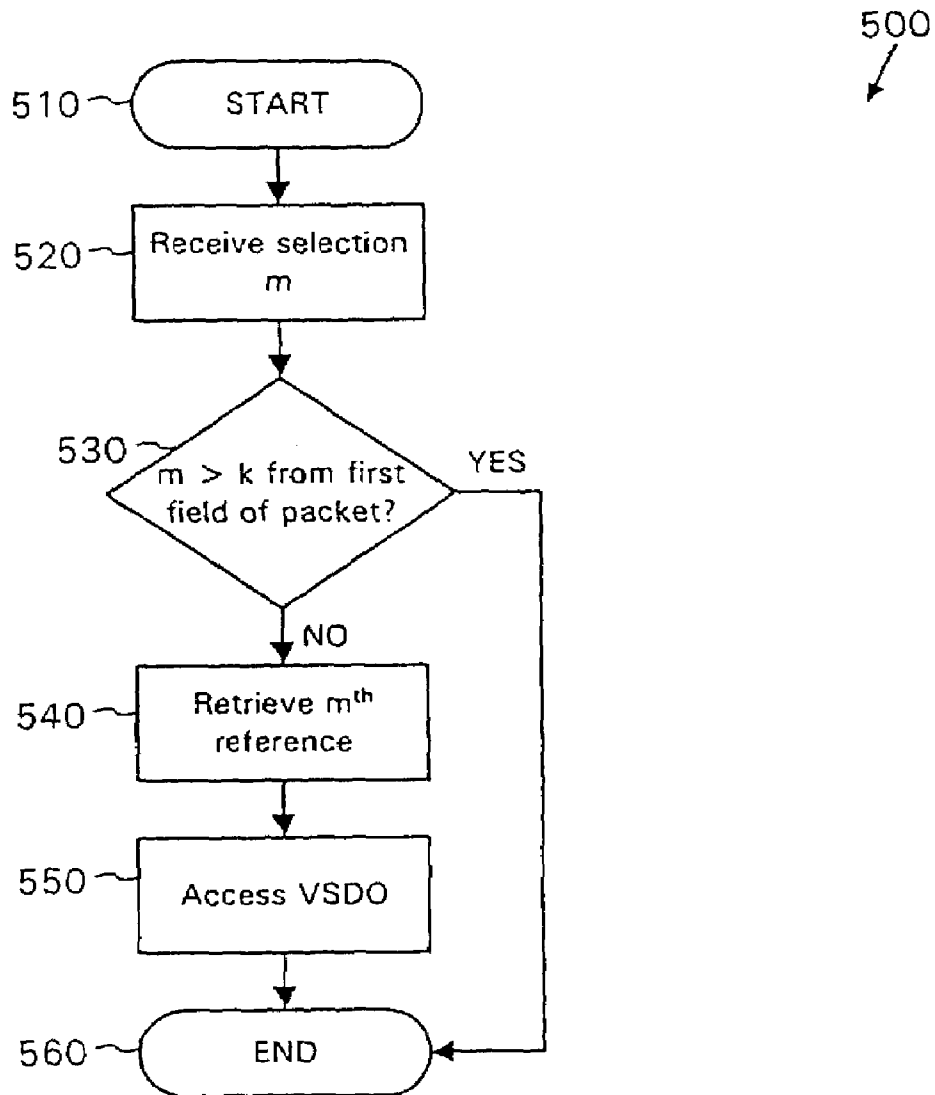 500
510
START
520
Receive selection
m
530
m > k from first
field of packet?
YES
NO
540
Retrieve mth
reference
550
Access VSDO
560
END